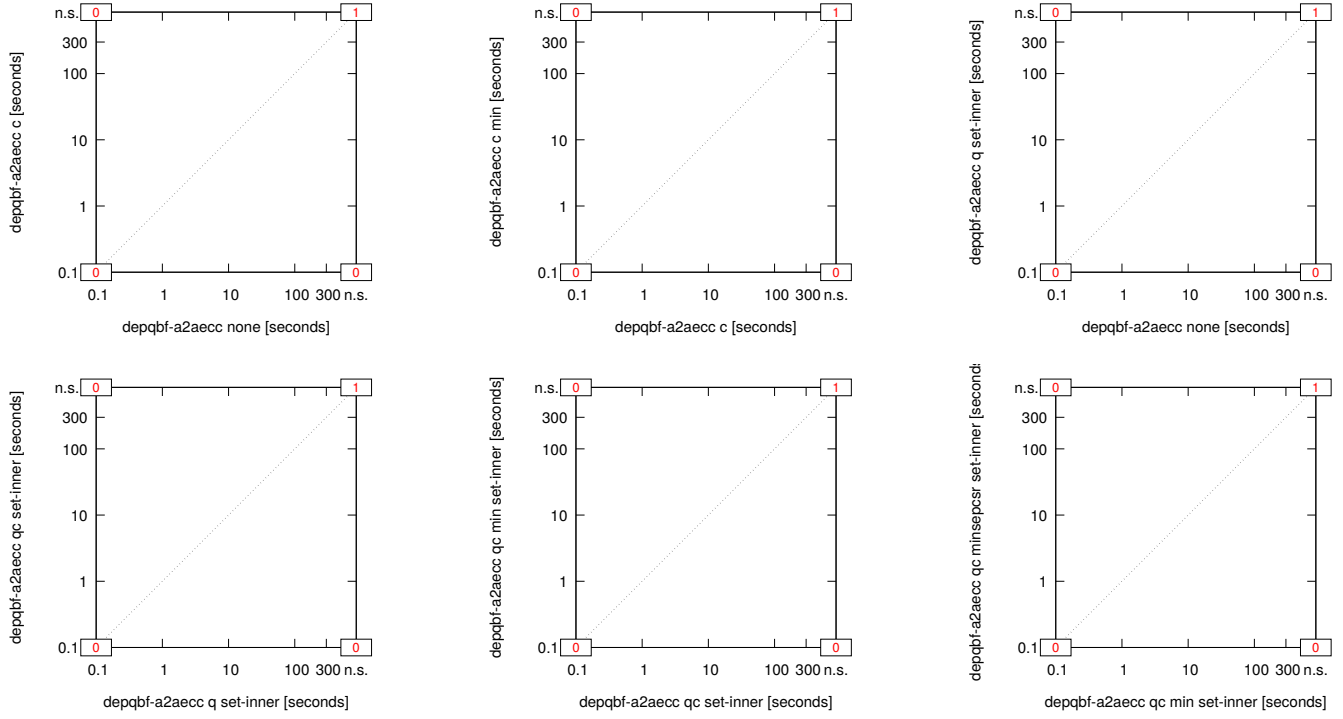 n.s. 0 1
300
100
10
1
0.1 0 0
0.1 1 10 100 300 n.s.
depqbf-a2aecc c [seconds]
depqbf-a2aecc none [seconds]
n.s. 0 1
300
100
10
1
0.1 0 0
0.1 1 10 100 300 n.s.
depqbf-a2aecc c min [seconds]
depqbf-a2aecc c [seconds]
n.s. 0 1
300
100
10
1
0.1 0 0
0.1 1 10 100 300 n.s.
depqbf-a2aecc q set-inner [seconds]
depqbf-a2aecc none [seconds]
n.s. 0 1
300
100
10
1
0.1 0 0
0.1 1 10 100 300 n.s.
depqbf-a2aecc qc set-inner [seconds]
depqbf-a2aecc q set-inner [seconds]
n.s. 0 1
300
100
10
1
0.1 0 0
0.1 1 10 100 300 n.s.
depqbf-a2aecc qc min set-inner [seconds]
depqbf-a2aecc qc set-inner [seconds]
n.s. 0 1
300
100
10
1
0.1 0 0
0.1 1 10 100 300 n.s.
depqbf-a2aecc qc minsepcsr set-inner [second
depqbf-a2aecc qc min set-inner [seconds]